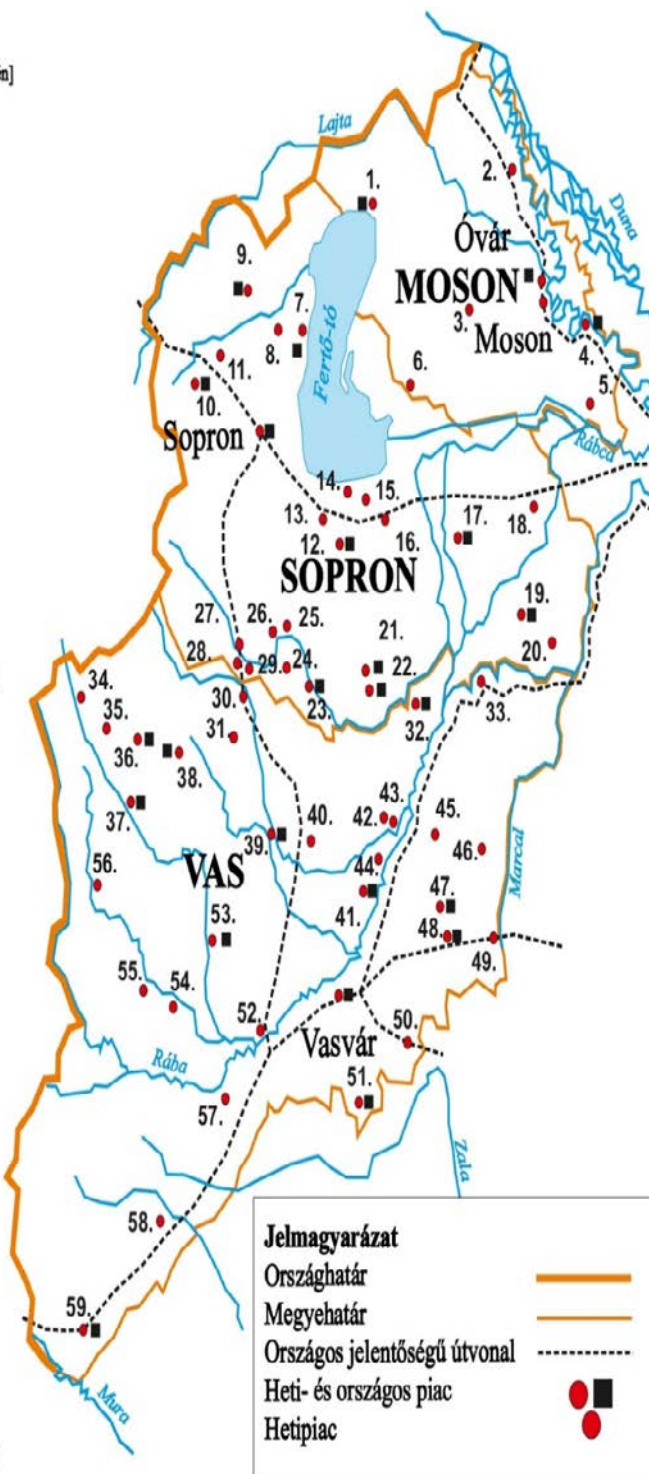 én]
Lajta
1.
2.
Duna
9.
Óvár
MOSON
7.
3.
Moson
8.
4.
11.
6.
5.
10.
Fertő-tó
Sopron
Rábca
14.
15.
13.
17.
18.
12.
16.
SOPRON
19.
27.
26.
25.
21.
20.
28.
29.
24.
22.
34.
30.
23.
32.
33.
35.
31.
36.
38.
37.
40.
42.
43.
45.
39.
46.
Marcal
56.
VAS
44.
41.
47.
53.
48.
49.
55.
54.
52.
50.
Vasvár
Rába
57.
51.
Zala
58.
59.
Mura
Jelmagyarázat
Országhatár
Megyehatár
Országos jelentőségű útvonal
Heti- és országos piac
Hetipiac